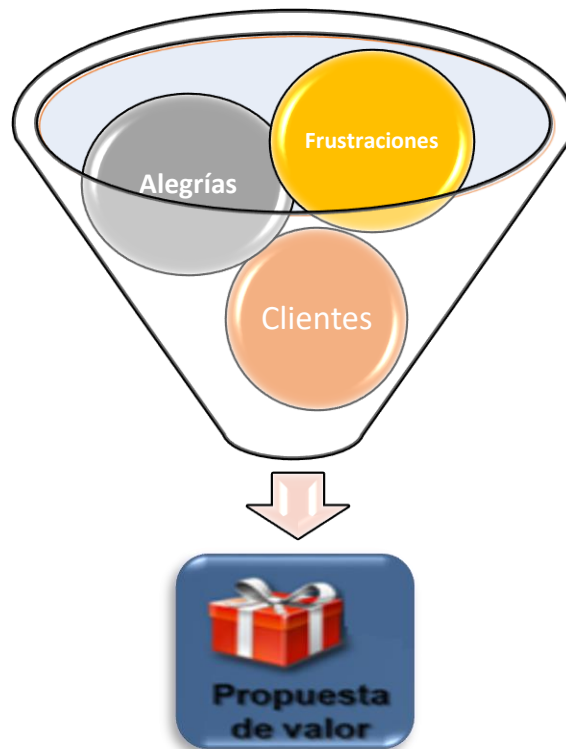 Frustraciones
Alegrías
Clientes
Propuesta
de valor